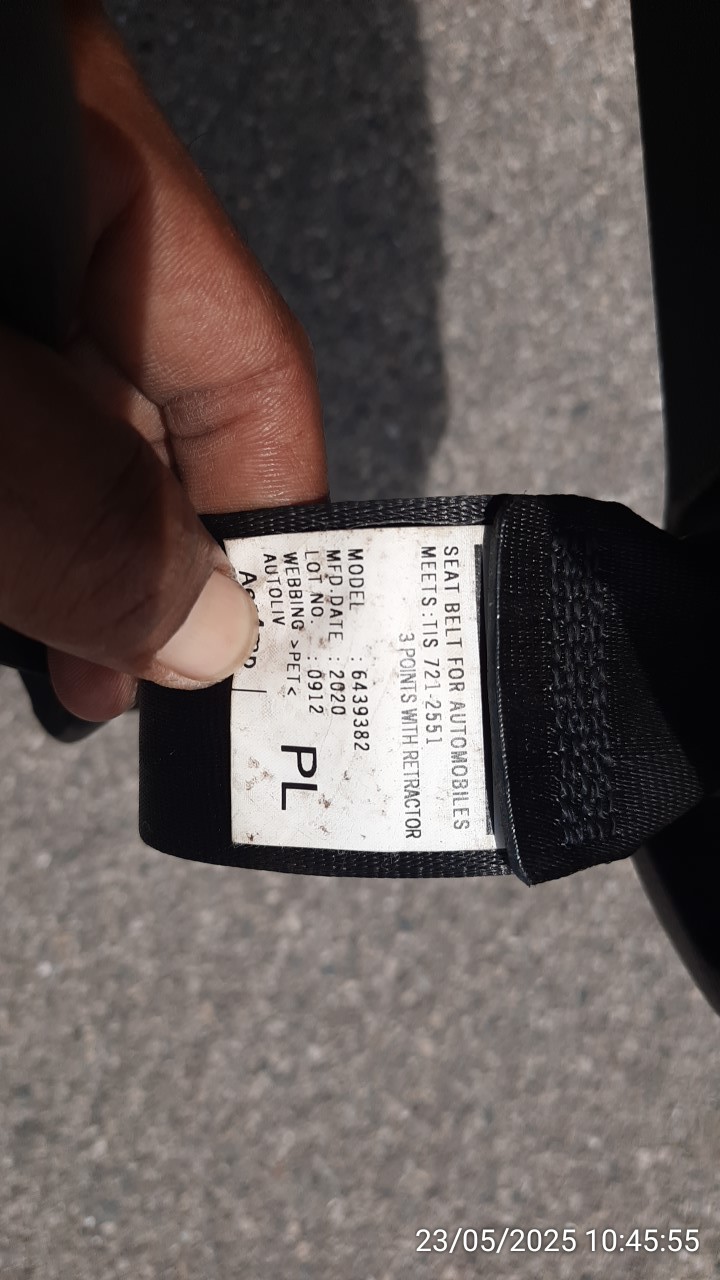 SEAT BELT FOR AUTOMOBILES
MEETS:TIS 721-2551
3 POINTS WITH RETRACTOR
MODEL : 6439382
MFD.DATE : 2020
LOT NO. : 0912
WEBBING >PET<
AUTOLIV
PL
23/05/2025 10:45:55